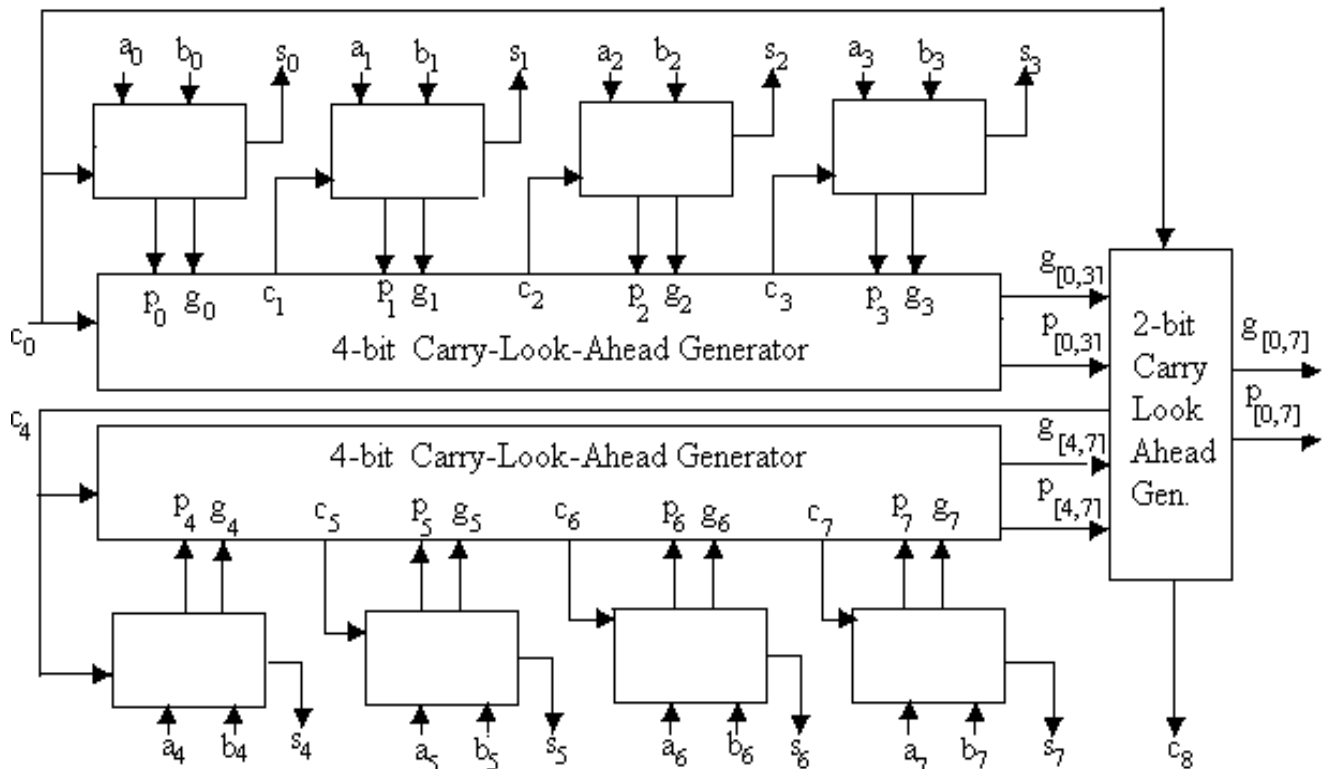 a0 b0 s0 a1 b1 s1 a2 b2 s2 a3 b3 s3
p0 g0 c1 p1 g1 c2 p2 g2 c3 p3 g3
g[0,3]
c0
4-bit Carry-Look-Ahead Generator
p[0,3]
2-bit
Carry
Look
Ahead
Gen.
g[0,7]
p[0,7]
c4
4-bit Carry-Look-Ahead Generator
g[4,7]
p[4,7]
p4 g4 c5 p5 g5 c6 p6 g6 c7 p7 g7
a4 b4 s4 a5 b5 s5 a6 b6 s6 a7 b7 s7 c8